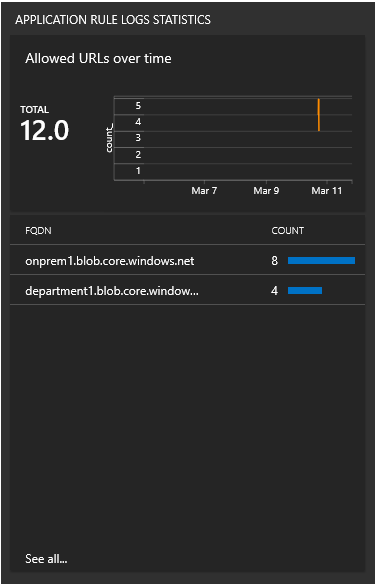 APPLICATION RULE LOGS STATISTICS
Allowed URLs over time
TOTAL
12.0
count_
5
4
3
2
1
Mar 7 Mar 9 Mar 11
FQDN COUNT
onprem1.blob.core.windows.net 8
department1.blob.core.window... 4
See all...